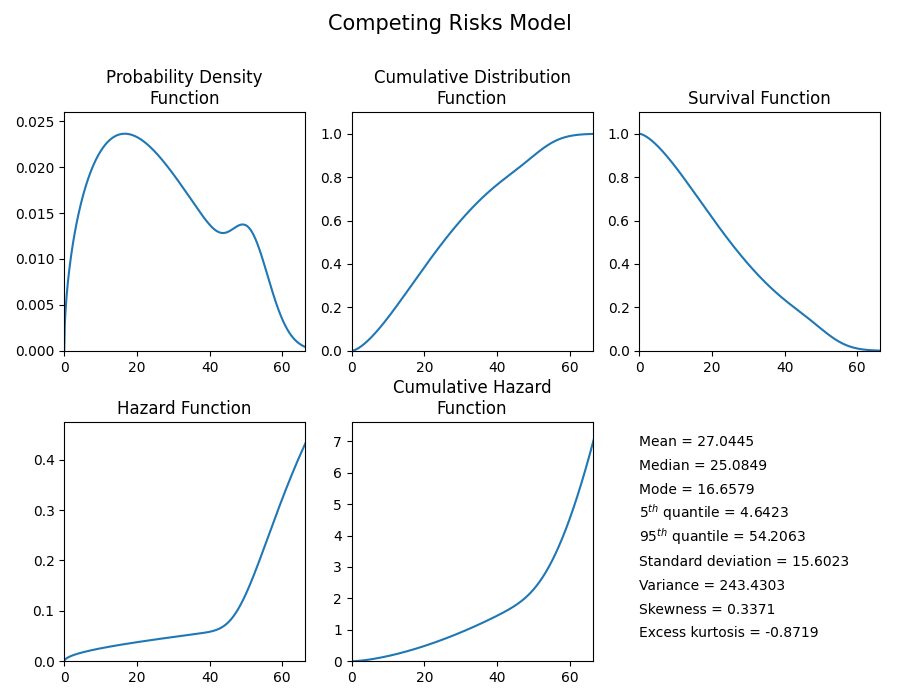 Competing Risks Model
Probability Density
Function
Cumulative Distribution
Function
Survival Function
0.025
0.020
0.015
0.010
0.005
0.000
0 20 40 60
1.0
0.8
0.6
0.4
0.2
0.0
0 20 40 60
1.0
0.8
0.6
0.4
0.2
0.0
0 20 40 60
Hazard Function
Cumulative Hazard
Function
0.4
0.3
0.2
0.1
0.0
0 20 40 60
7
6
5
4
3
2
1
0
0 20 40 60
Mean = 27.0445
Median = 25.0849
Mode = 16.6579
5th quantile = 4.6423
95th quantile = 54.2063
Standard deviation = 15.6023
Variance = 243.4303
Skewness = 0.3371
Excess kurtosis = -0.8719